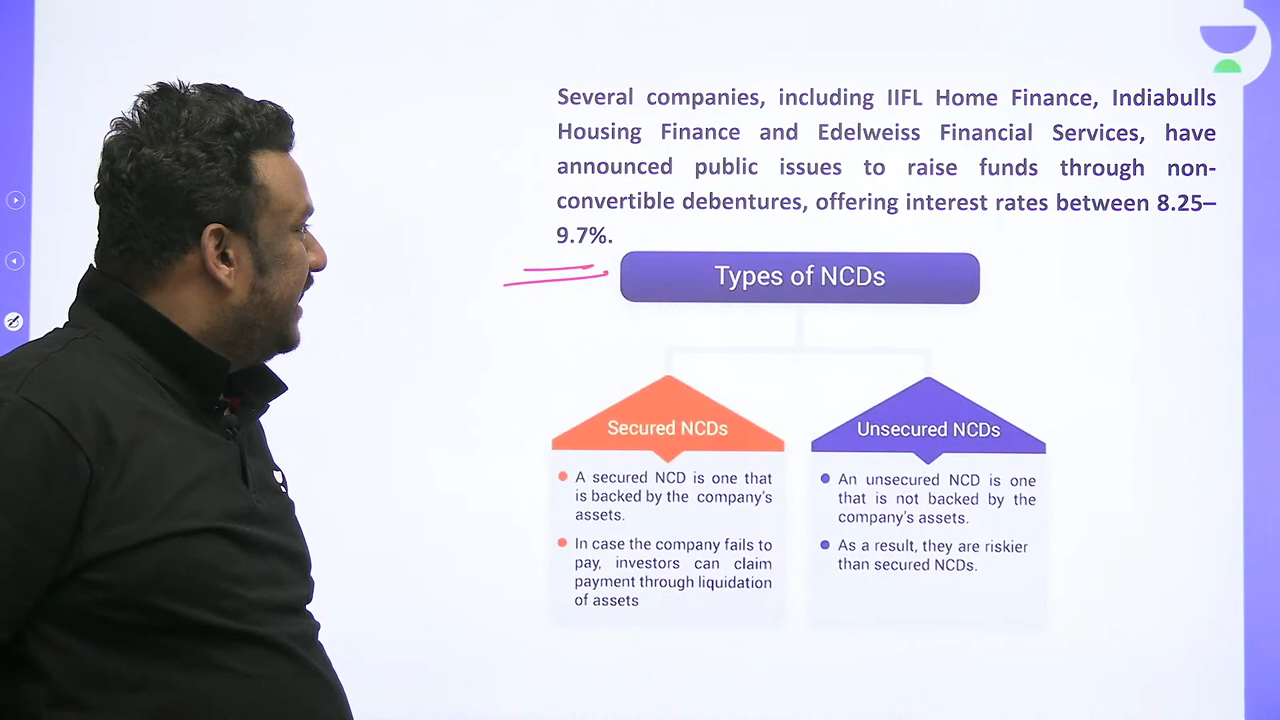 Several companies, including IIFL Home Finance, Indiabulls
Housing Finance and Edelweiss Financial Services, have
announced public issues to raise funds through non-
convertible debentures, offering interest rates between 8.25–
9.7%.
Types of NCDs
Secured NCDs
A secured NCD is one that
is backed by the company's
assets.
In case the company fails to
pay, investors can claim
payment through liquidation
of assets
Unsecured NCDs
An unsecured NCD is one
that is not backed by the
company's assets.
As a result, they are riskier
than secured NCDs.